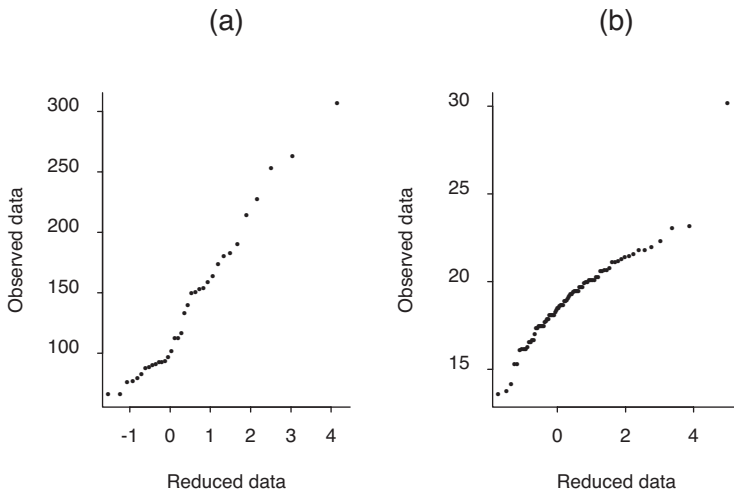 (a)
300
250
200
150
100
Observed data
-1 0 1 2 3 4
Reduced data
(b)
30
25
20
15
Observed data
0 2 4
Reduced data